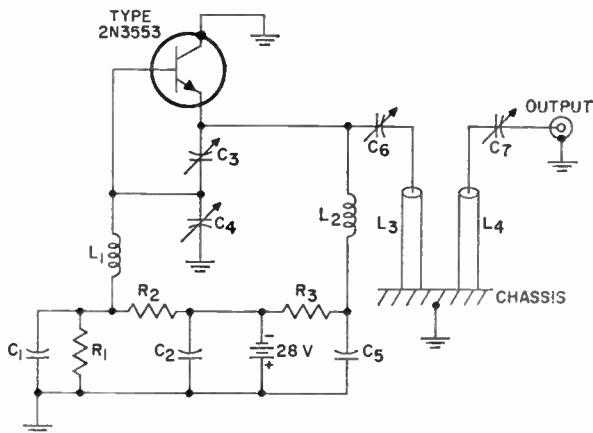 TYPE
2N3553
OUTPUT
C3
C6
C7
C4
L2
L3
L4
L1
R2
R3
CHASSIS
C1
R1
C2
-
28 V
+
C5